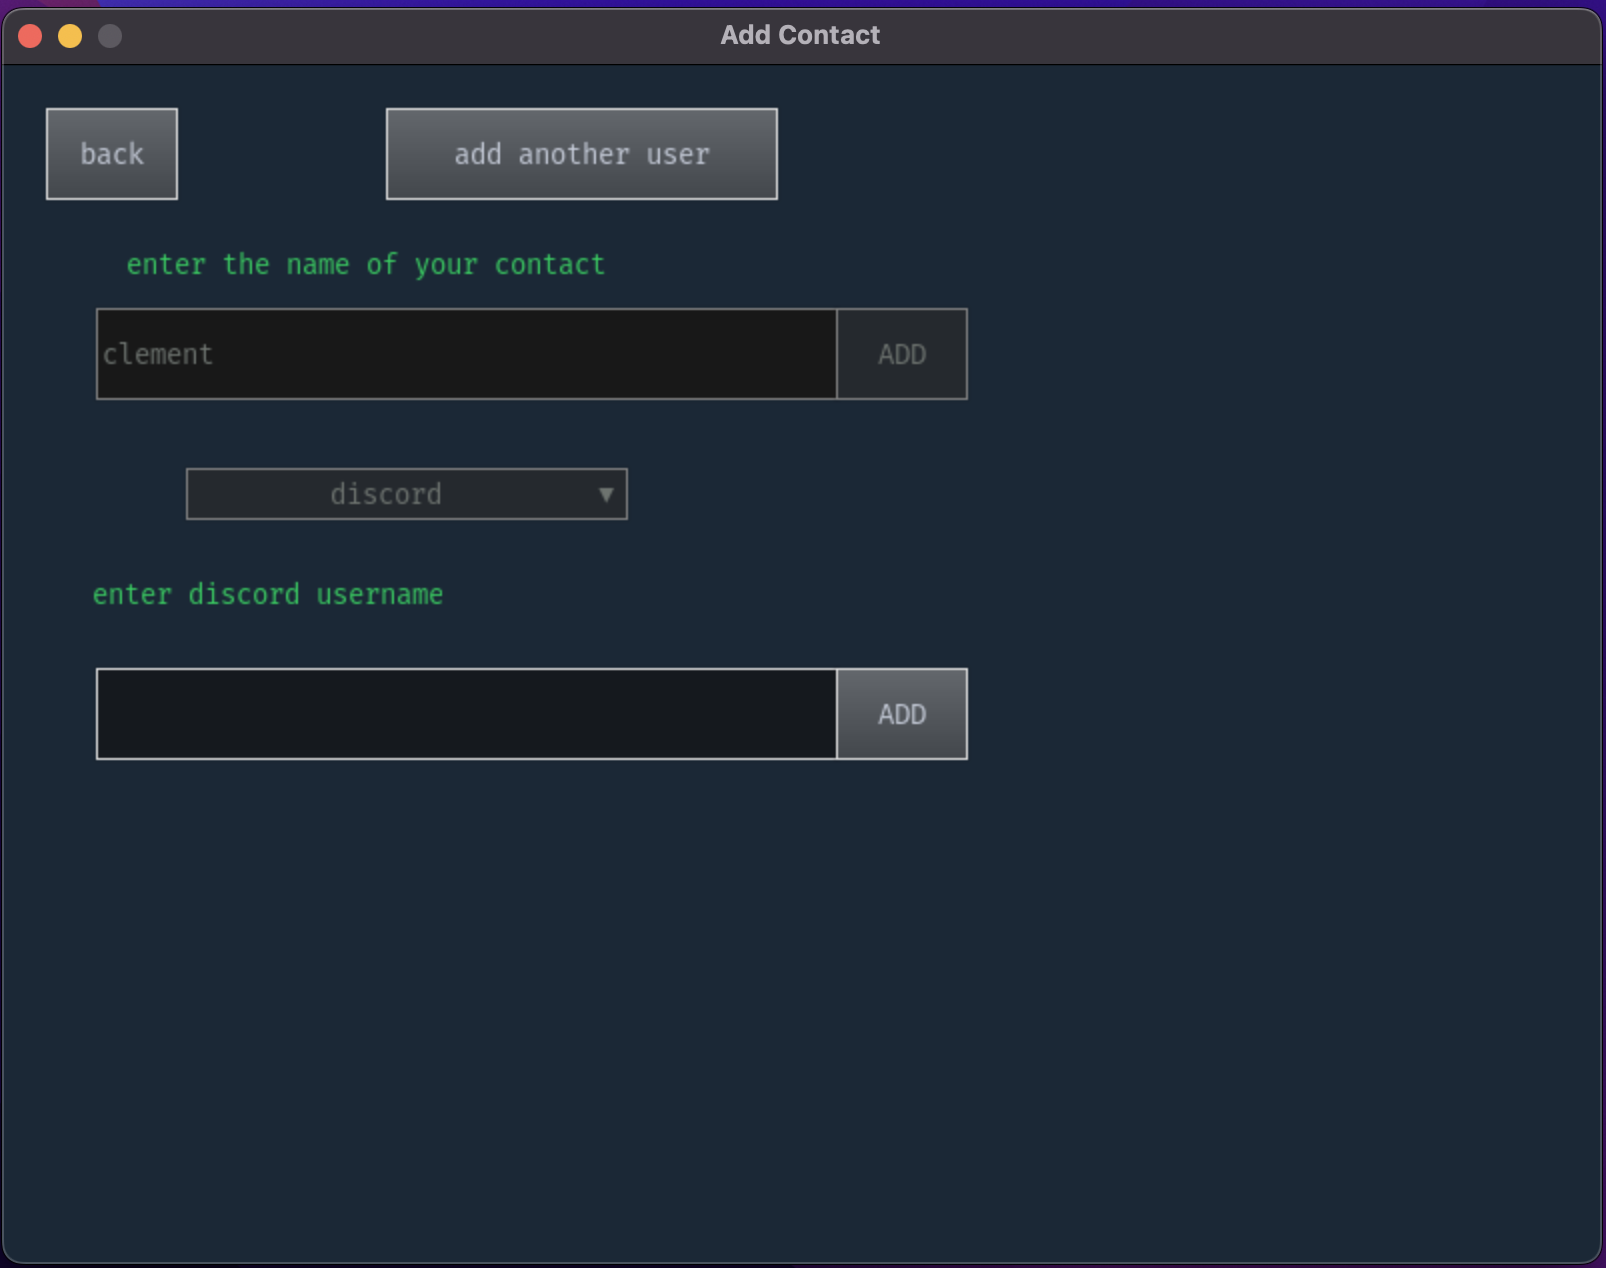 Add Contact
back
add another user
enter the name of your contact
clement
ADD
discord
enter discord username
ADD